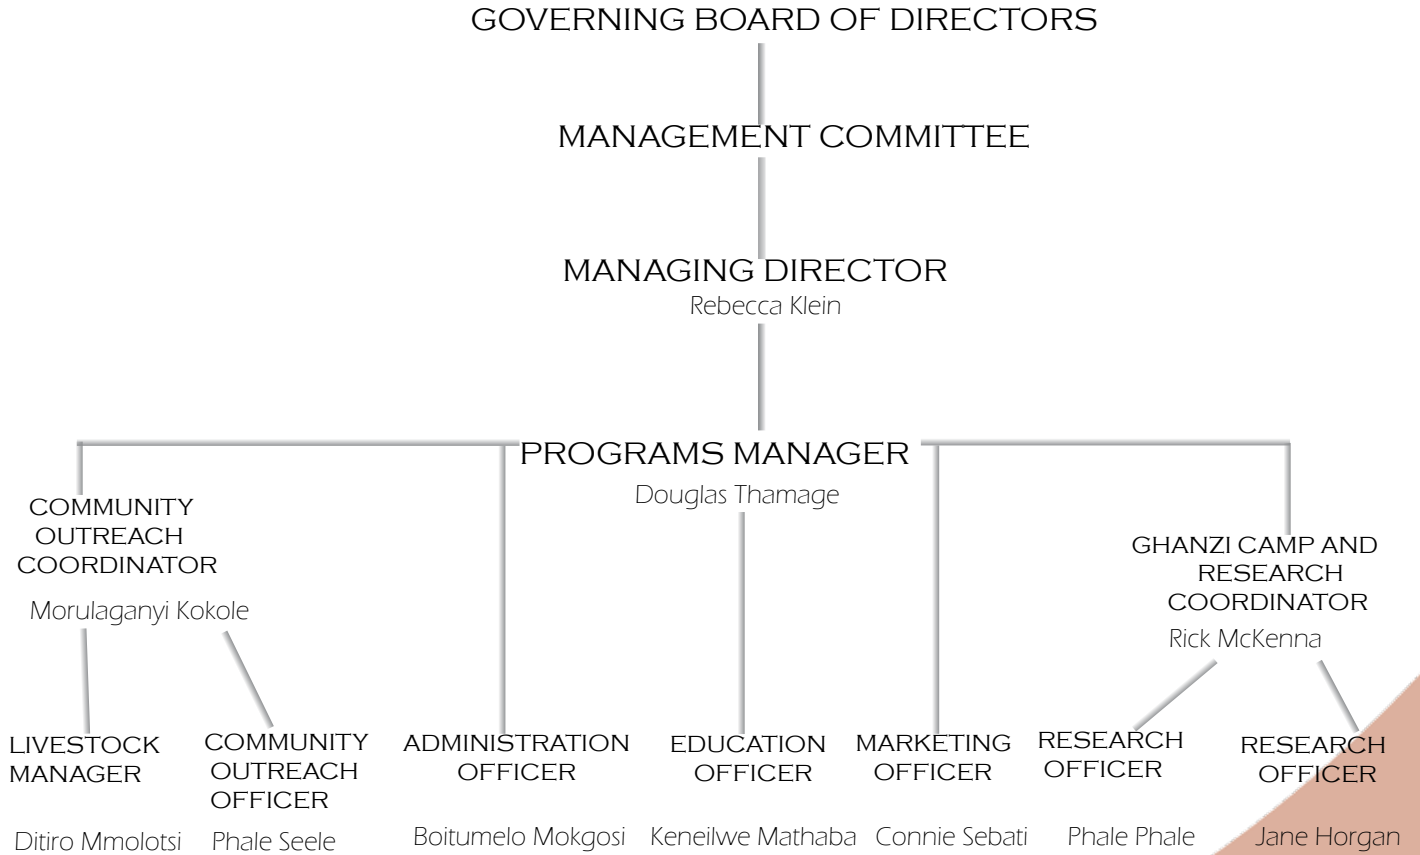 GOVERNING BOARD OF DIRECTORS
MANAGEMENT COMMITTEE
MANAGING DIRECTOR
Rebecca Klein
PROGRAMS MANAGER
Douglas Thamage
COMMUNITY
OUTREACH
COORDINATOR
Morulaganyi Kokole
GHANZI CAMP AND
RESEARCH
COORDINATOR
Rick McKenna
LIVESTOCK
MANAGER
Ditiro Mmolotsi
COMMUNITY
OUTREACH
OFFICER
Phale Seele
ADMINISTRATION
OFFICER
Boitumelo Mokgosi
EDUCATION
OFFICER
Keneilwe Mathaba
MARKETING
OFFICER
Connie Sebati
RESEARCH
OFFICER
Phale Phale
RESEARCH
OFFICER
Jane Horgan